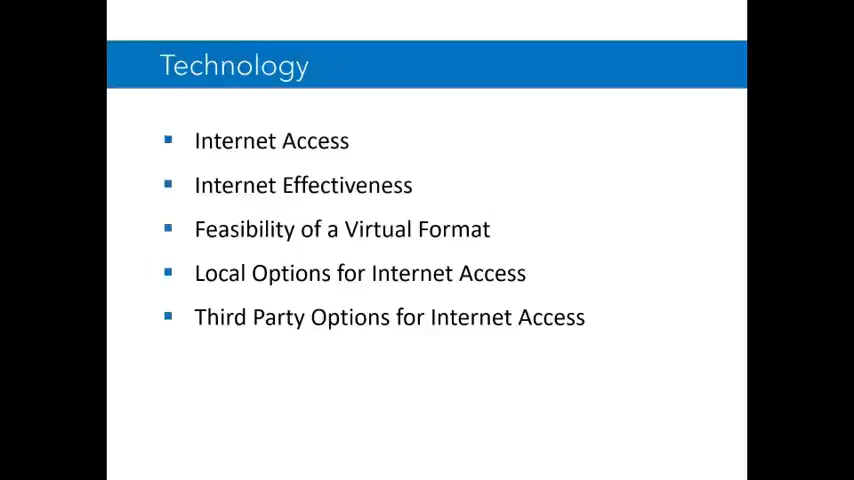 Technology
Internet Access
Internet Effectiveness
Feasibility of a Virtual Format
Local Options for Internet Access
Third Party Options for Internet Access